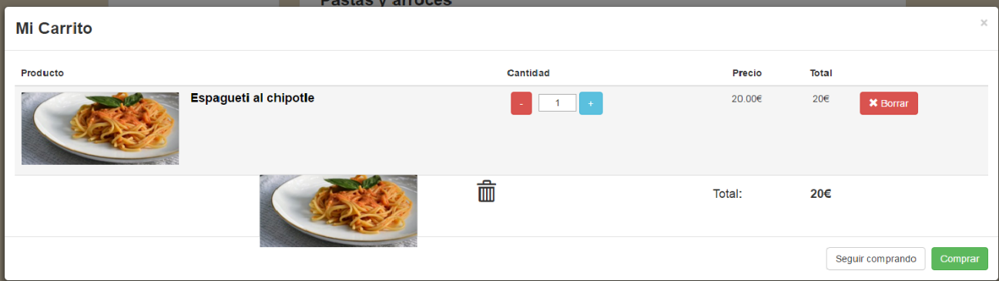 Pastas y arroces
Mi Carrito ×
Producto Cantidad Precio Total
Espagueti al chipotle - 1 + 20.00€ 20€ ✖ Borrar
Total: 20€
Seguir comprando Comprar